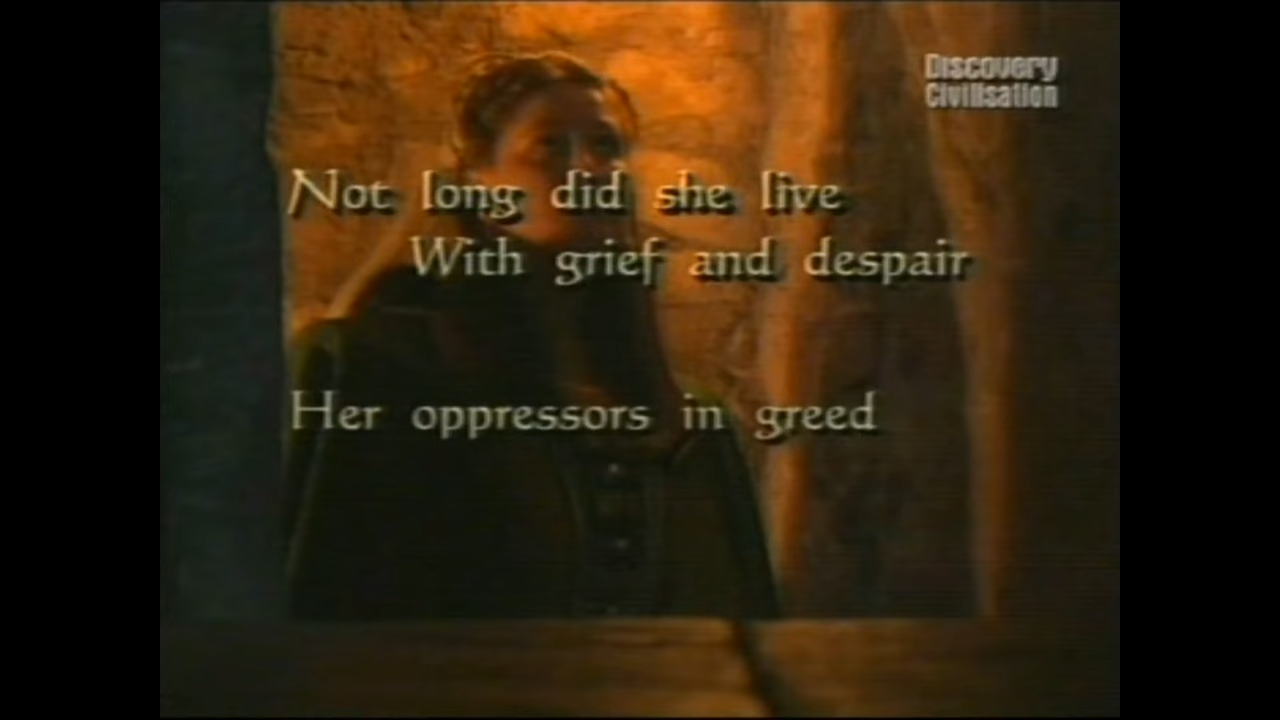 Discovery
Civilisation
Not long did she live
With grief and despair
Her oppressors in greed